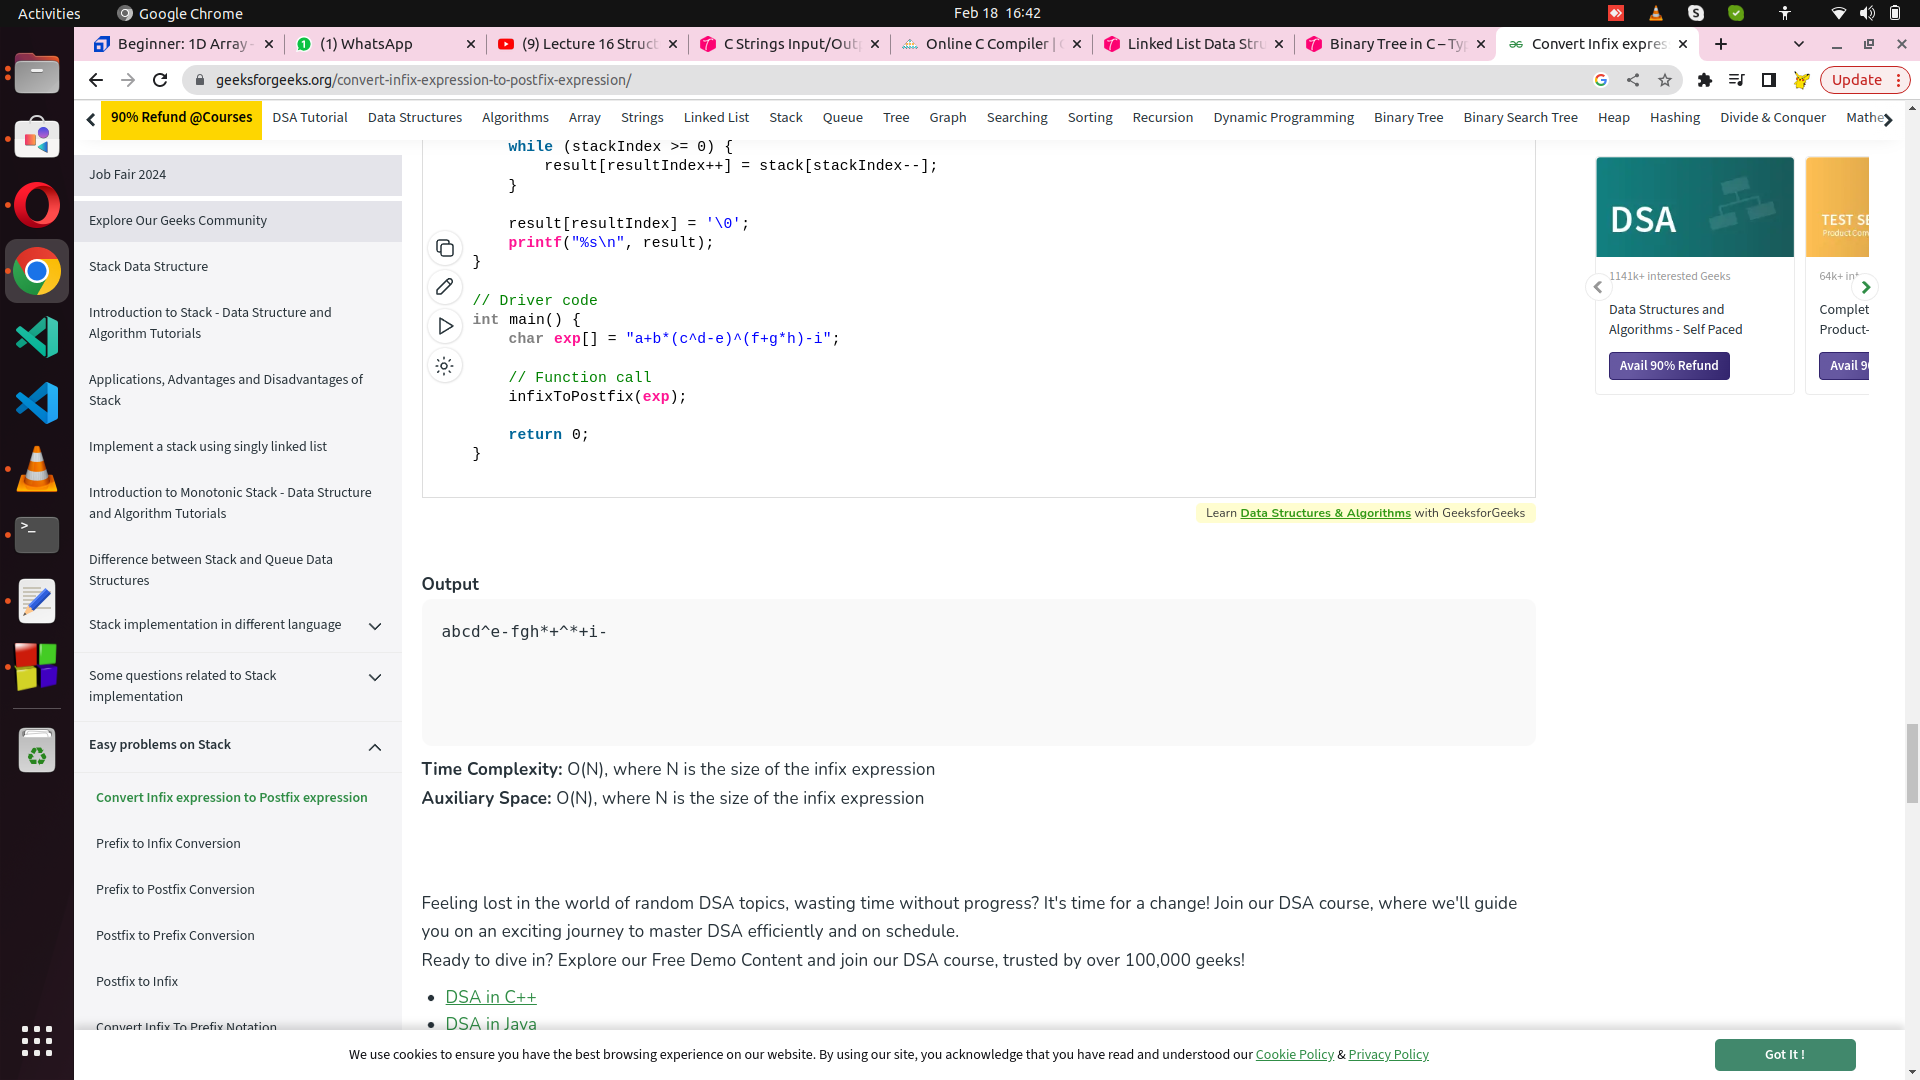 Activities
Google Chrome
Feb 18 16:42
Beginner: 1D Array -
(1) WhatsApp
(9) Lecture 16 Struct
C Strings Input/Out
Online C Compiler |
Linked List Data Stru
Binary Tree in C – Ty
Convert Infix expres
geeksforgeeks.org/convert-infix-expression-to-postfix-expression/
Update
90% Refund @Courses
DSA Tutorial
Data Structures
Algorithms
Array
Strings
Linked List
Stack
Queue
Tree
Graph
Searching
Sorting
Recursion
Dynamic Programming
Binary Tree
Binary Search Tree
Heap
Hashing
Divide & Conquer
Mathe
Job Fair 2024
Explore Our Geeks Community
Stack Data Structure
Introduction to Stack - Data Structure and
Algorithm Tutorials
Applications, Advantages and Disadvantages of
Stack
Implement a stack using singly linked list
Introduction to Monotonic Stack - Data Structure
and Algorithm Tutorials
Difference between Stack and Queue Data
Structures
Stack implementation in different language
Some questions related to Stack
implementation
Easy problems on Stack
Convert Infix expression to Postfix expression
Prefix to Infix Conversion
Prefix to Postfix Conversion
Postfix to Prefix Conversion
Postfix to Infix
Convert Infix To Prefix Notation
while (stackIndex >= 0) {
result[resultIndex++] = stack[stackIndex--];
}
result[resultIndex] = '\0';
printf("%s\n", result);
}
// Driver code
int main() {
char exp[] = "a+b*(c^d-e)^(f+g*h)-i";
// Function call
infixToPostfix(exp);
return 0;
}
Learn Data Structures & Algorithms with GeeksforGeeks
Output
abcd^e-fgh*+^*+i-
Time Complexity: O(N), where N is the size of the infix expression
Auxiliary Space: O(N), where N is the size of the infix expression
Feeling lost in the world of random DSA topics, wasting time without progress? It's time for a change! Join our DSA course, where we'll guide
you on an exciting journey to master DSA efficiently and on schedule.
Ready to dive in? Explore our Free Demo Content and join our DSA course, trusted by over 100,000 geeks!
DSA in C++
DSA in Java
DSA
1141k+ interested Geeks
Data Structures and
Algorithms - Self Paced
Avail 90% Refund
TEST SE
Product Com
64k+ int
Complet
Product-
Avail 9
We use cookies to ensure you have the best browsing experience on our website. By using our site, you acknowledge that you have read and understood our Cookie Policy & Privacy Policy
Got It !